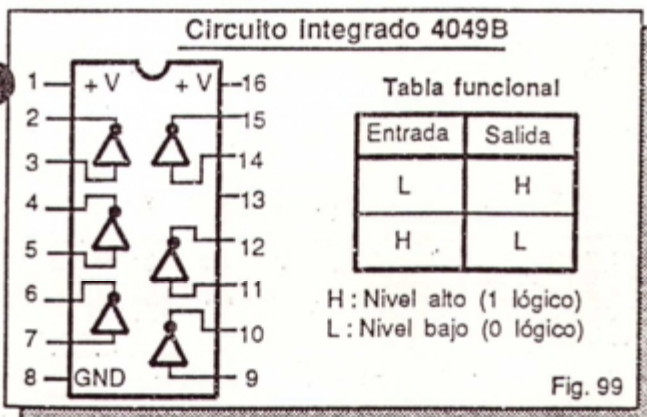 Circuito integrado 4049B
1 +V +V 16
2 15
3 14
4 13
5 12
6 11
7 10
8 GND 9
Tabla funcional
Entrada Salida
L H
H L
H : Nivel alto (1 lógico)
L : Nivel bajo (0 lógico)
Fig. 99